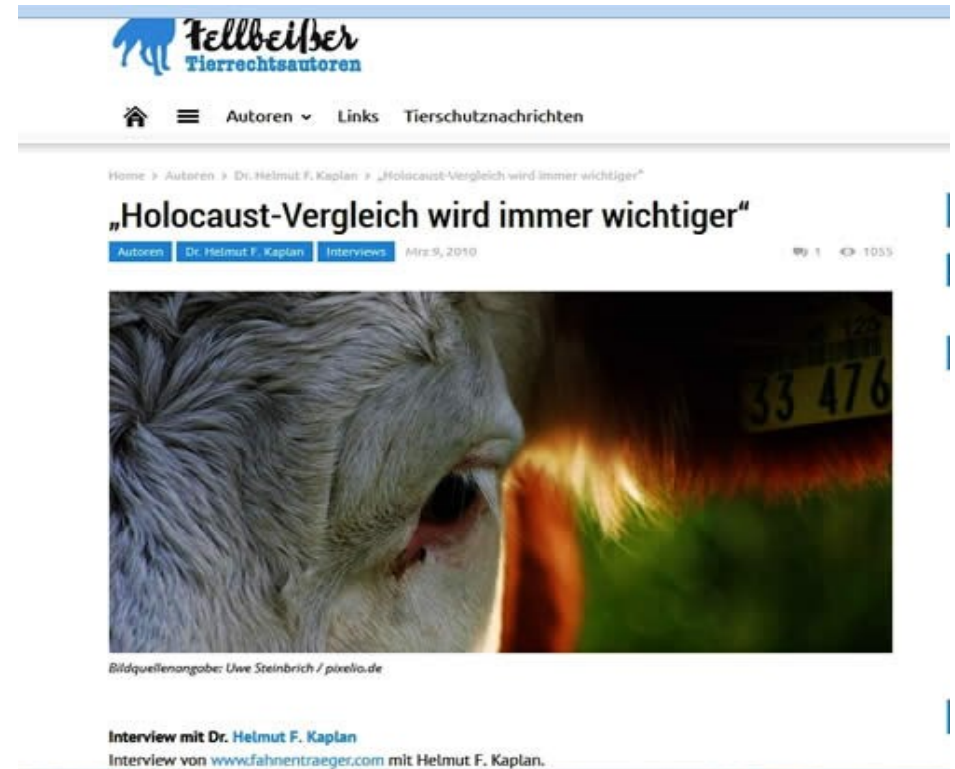 Fellbeißer
Tierrechtsautoren
Autoren Links Tierschutznachrichten
Home > Autoren > Dr. Helmut F. Kaplan > „Holocaust-Vergleich wird immer wichtiger“
„Holocaust-Vergleich wird immer wichtiger“
Autoren Dr. Helmut F. Kaplan Interviews Mrz 9, 2010 1 1055
33 476
Bildquellenangabe: Uwe Steinbrich / pixelio.de
Interview mit Dr. Helmut F. Kaplan
Interview von www.fahnentraeger.com mit Helmut F. Kaplan.